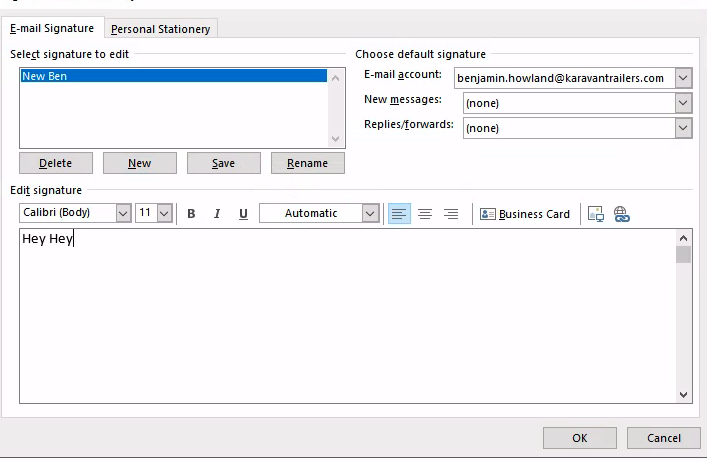 E-mail Signature
Personal Stationery
Select signature to edit
New Ben
Delete
New
Save
Rename
Choose default signature
E-mail account:
benjamin.howland@karavantrailers.com
New messages:
(none)
Replies/forwards:
(none)
Edit signature
Calibri (Body)
11
B
I
U
Automatic
Business Card
Hey Hey
OK
Cancel